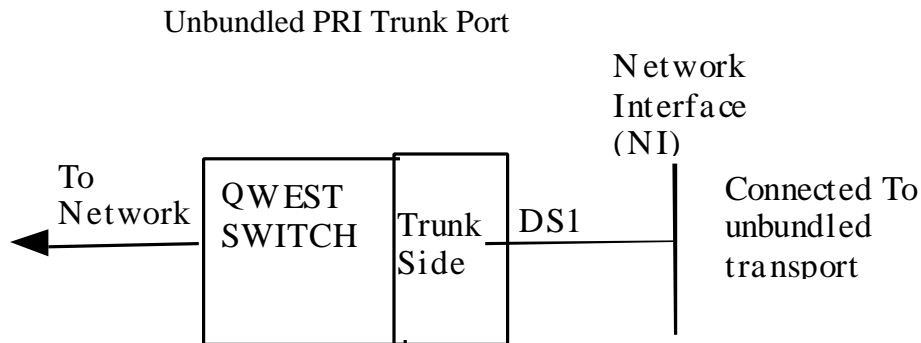 Unbundled PRI Trunk Port
Network
Interface
(NI)
To
Network
QWEST
SWITCH
Trunk
Side
DS1
Connected To
unbundled
transport